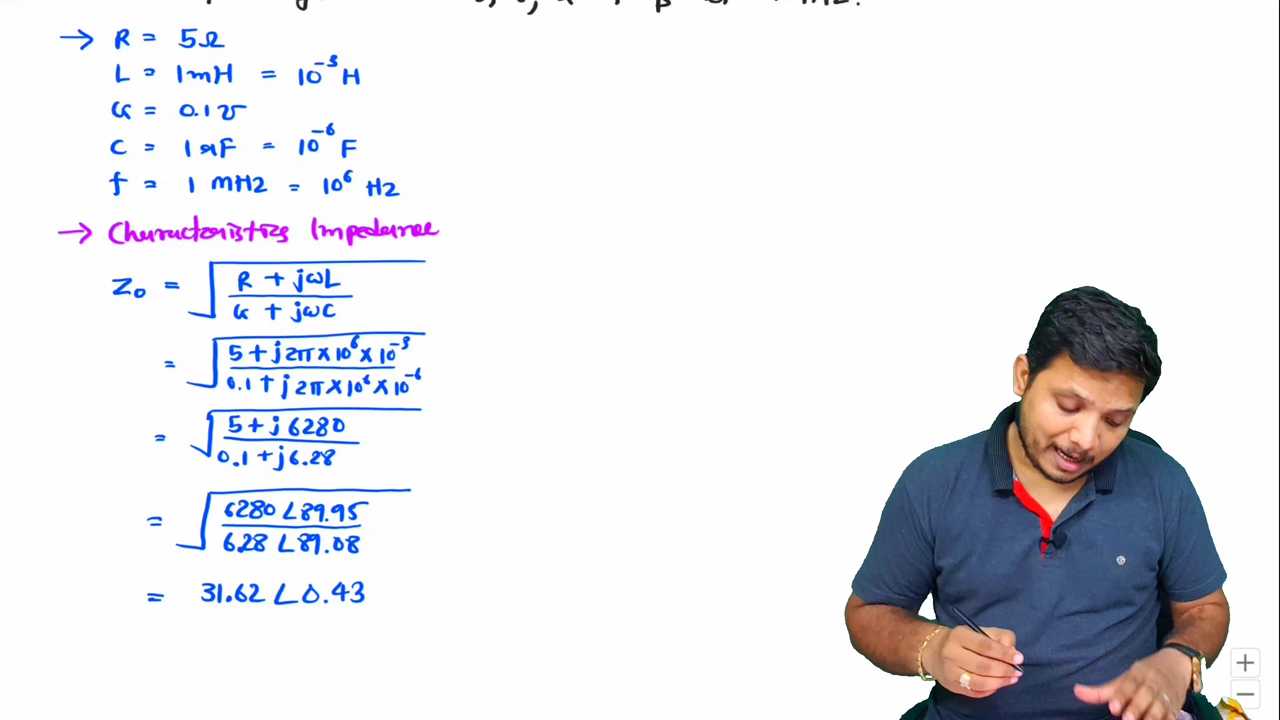 → R = 5Ω
L = 1mH = 10⁻³ H
G = 0.1℧
C = 1 μF = 10⁻⁶ F
f = 1 MHz = 10⁶ Hz
→ Characteristics Impedance
Z₀ = √((R + jωL)/(G + jωC))
= √((5 + j2π × 10⁶ × 10⁻³)/(0.1 + j2π × 10⁶ × 10⁻⁶))
= √((5 + j6280)/(0.1 + j6.28))
= √((6280 ∠89.95)/(6.28 ∠89.08))
= 31.62 ∠0.43